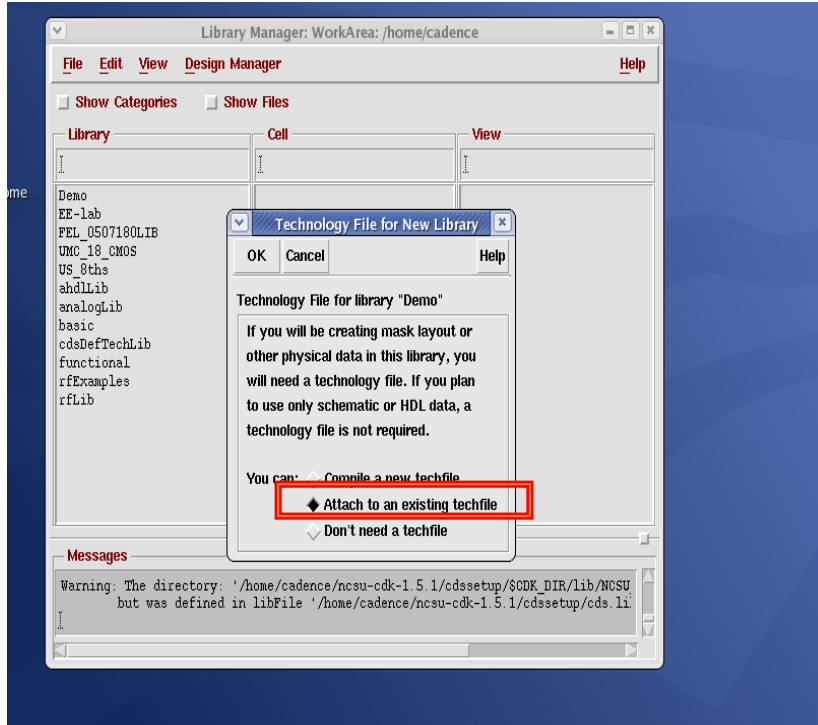 Library Manager: WorkArea: /home/cadence
File Edit View Design Manager Help
Show Categories Show Files
Library Cell View
ome
Demo
EE-lab
FEL_0507180LIB
UMC_18_CMOS
US_8ths
ahdlLib
analogLib
basic
cdsDefTechLib
functional
rfExamples
rfLib
Technology File for New Library
OK Cancel Help
Technology File for library "Demo"
If you will be creating mask layout or
other physical data in this library, you
will need a technology file. If you plan
to use only schematic or HDL data, a
technology file is not required.
You can: Compile a new techfile
Attach to an existing techfile
Don't need a techfile
Messages
Warning: The directory: '/home/cadence/ncsu-cdk-1.5.1/cdssetup/$CDK_DIR/lib/NCSU_
but was defined in libFile '/home/cadence/ncsu-cdk-1.5.1/cdssetup/cds.li